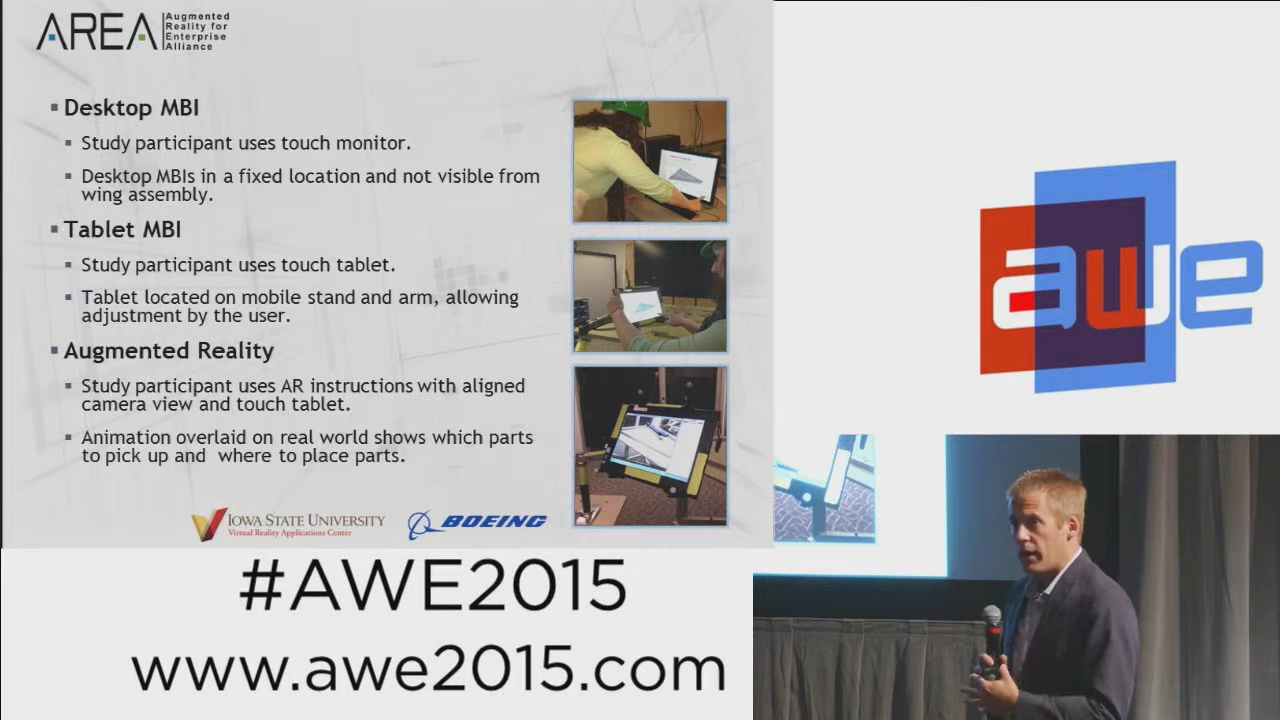 AREA
Augmented
Reality for
Enterprise
Alliance
Desktop MBI
Study participant uses touch monitor.
Desktop MBIs in a fixed location and not visible from
wing assembly.
Tablet MBI
Study participant uses touch tablet.
Tablet located on mobile stand and arm, allowing
adjustment by the user.
Augmented Reality
Study participant uses AR instructions with aligned
camera view and touch tablet.
Animation overlaid on real world shows which parts
to pick up and where to place parts.
IOWA STATE UNIVERSITY
Virtual Reality Applications Center
BOEING
#AWE2015
www.awe2015.com
awe